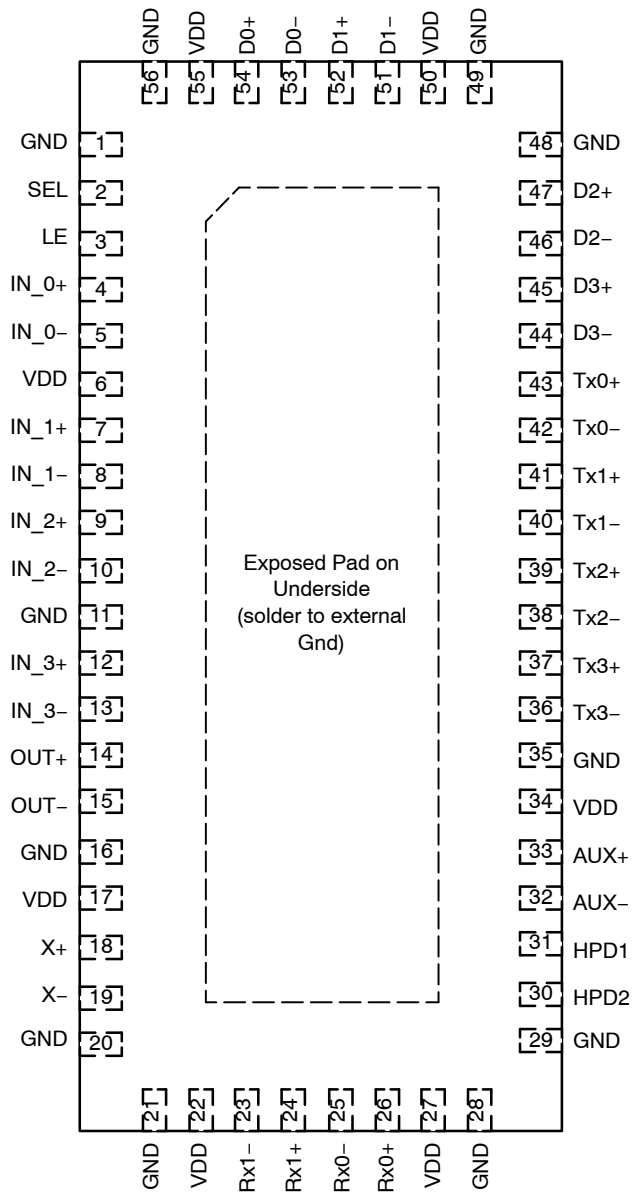 GND VDD D0+ D0− D1+ D1− VDD GND
56 55 54 53 52 51 50 49
GND 1 48 GND
SEL 2 47 D2+
LE 3 46 D2−
IN_0+ 4 45 D3+
IN_0− 5 44 D3−
VDD 6 43 Tx0+
IN_1+ 7 42 Tx0−
IN_1− 8 41 Tx1+
IN_2+ 9 40 Tx1−
IN_2− 10 39 Tx2+
GND 11 38 Tx2−
IN_3+ 12 37 Tx3+
IN_3− 13 36 Tx3−
OUT+ 14 35 GND
OUT− 15 34 VDD
GND 16 33 AUX+
VDD 17 32 AUX−
X+ 18 31 HPD1
X− 19 30 HPD2
GND 20 29 GND
Exposed Pad on
Underside
(solder to external
Gnd)
21 22 23 24 25 26 27 28
GND VDD Rx1− Rx1+ Rx0− Rx0+ VDD GND